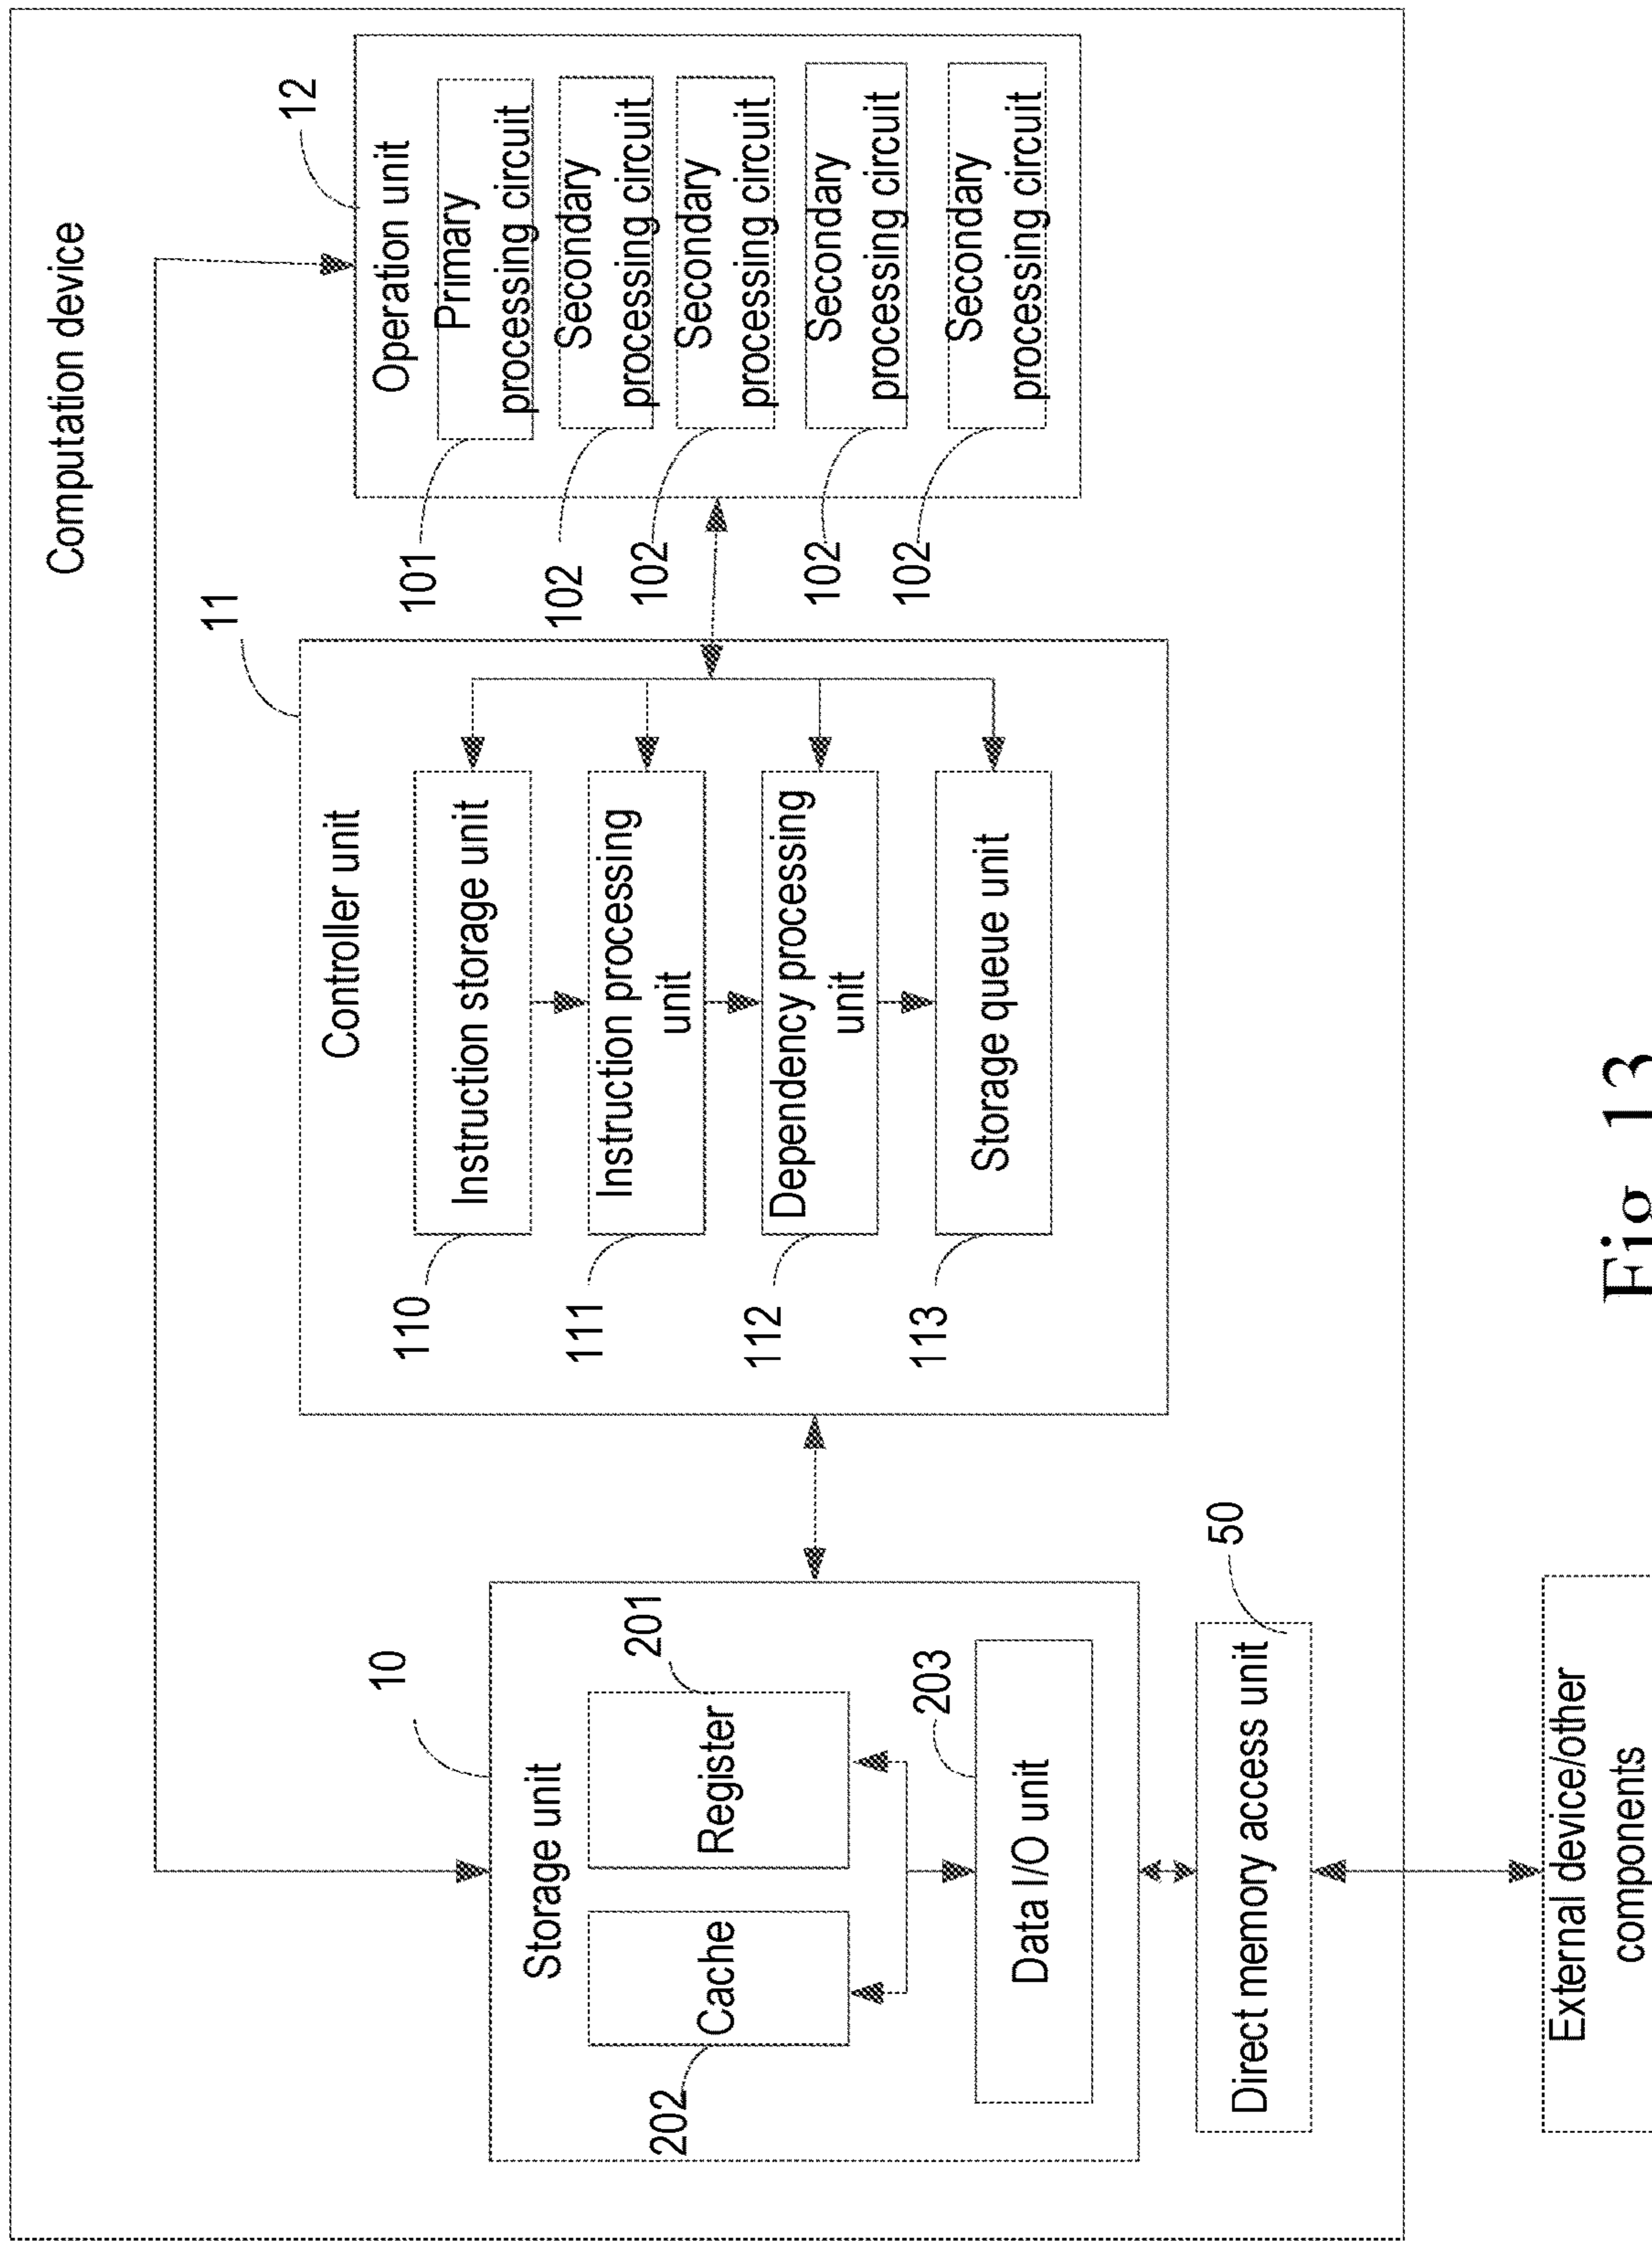 Computation device
10
Storage unit
202
Cache
Register
201
203
Data I/O unit
Direct memory access unit
50
External device/other
components
11
Controller unit
110
Instruction storage unit
111
Instruction processing
unit
112
Dependency processing
unit
113
Storage queue unit
12
Operation unit
101
Primary
processing circuit
102
Secondary
processing circuit
102
Secondary
processing circuit
102
Secondary
processing circuit
102
Secondary
processing circuit
Fig. 13